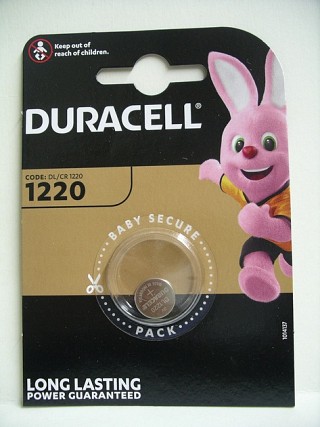 Keep out of
reach of children.
DURACELL®
CODE: DL/CR 1220
1220
BABY SECURE
PACK
1014137
LONG LASTING
POWER GUARANTEED